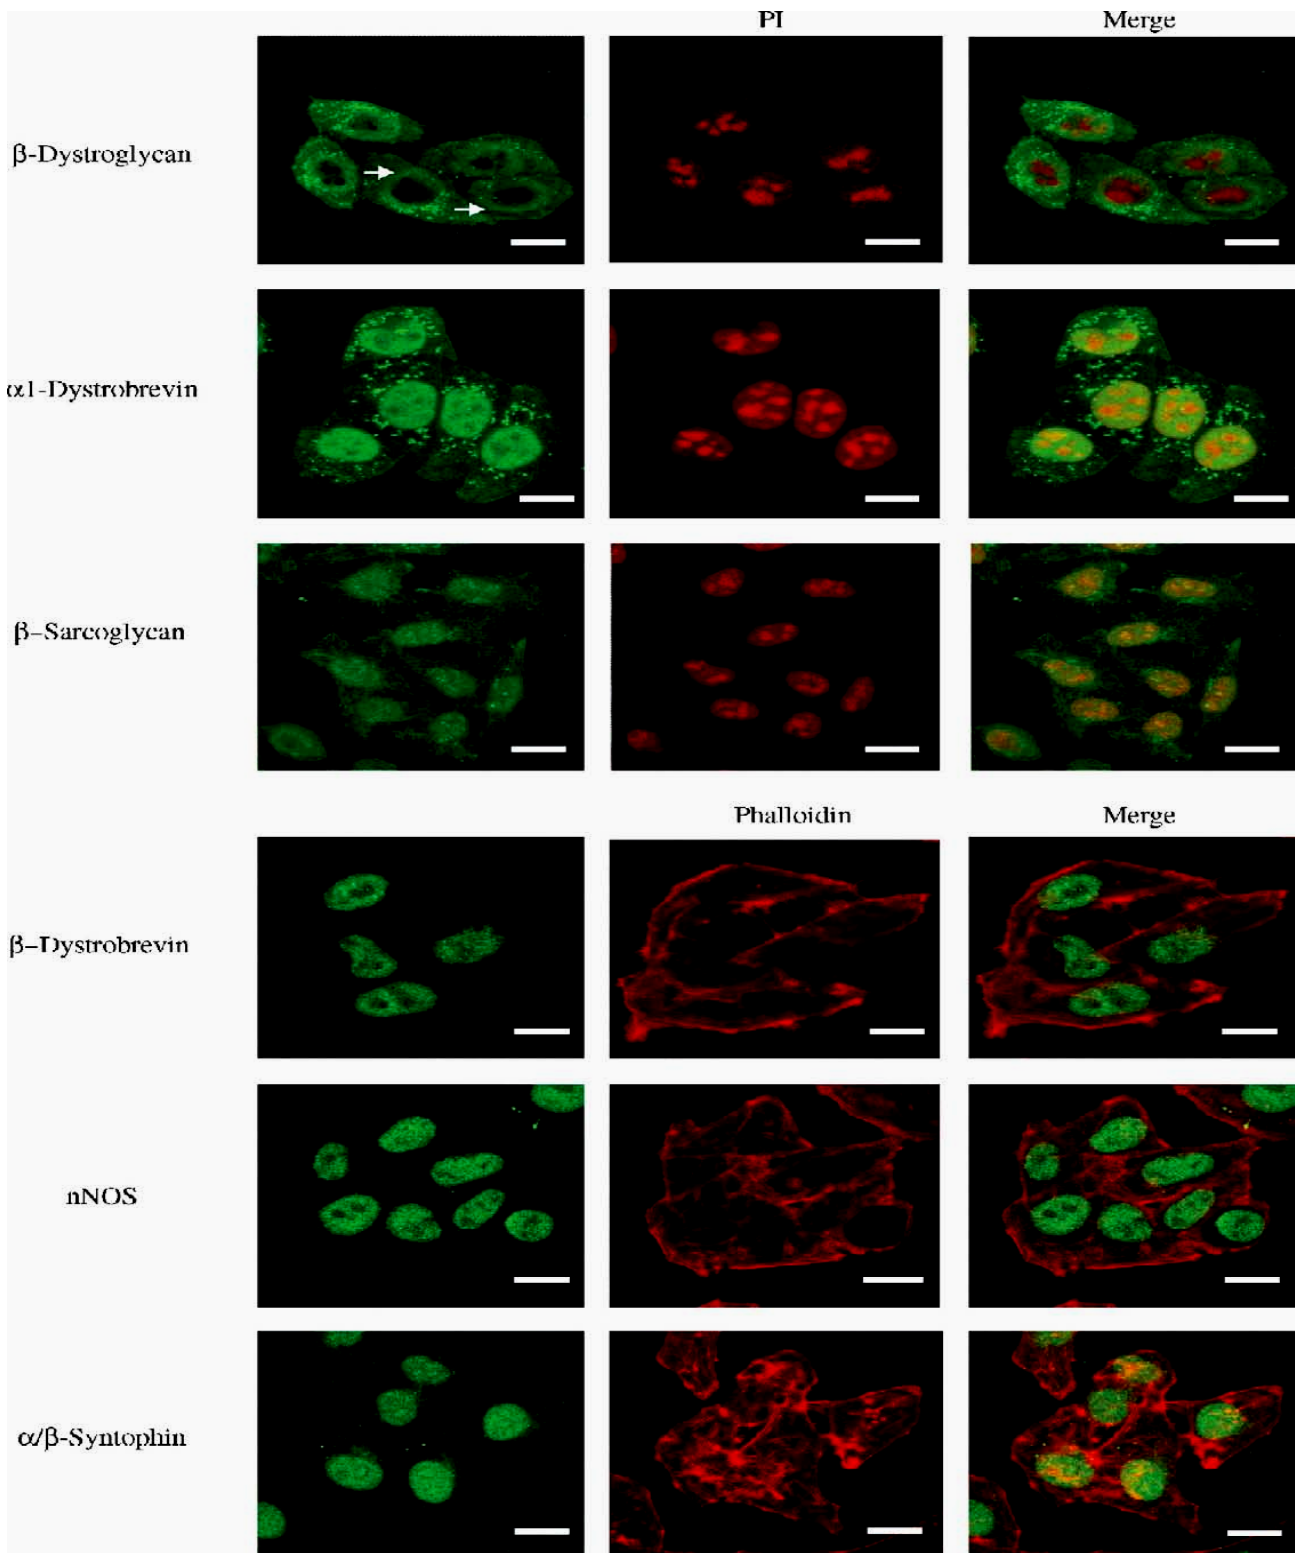 PI Merge
β-Dystroglycan
α1-Dystrobrevin
β–Sarcoglycan
Phalloidin Merge
β–Dystrobrevin
nNOS
α/β-Syntophin